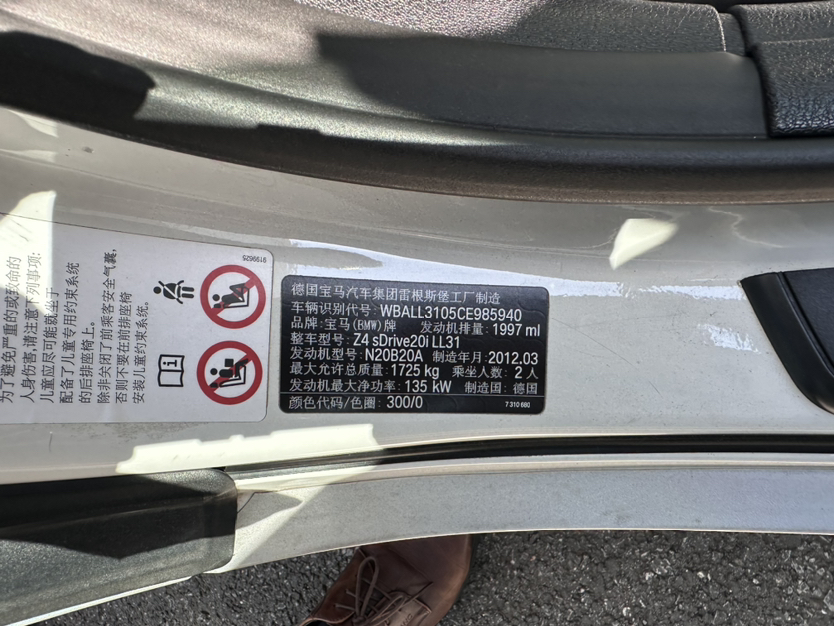 为了避免严重的或致命的
人身伤害,请注意下列事项:
儿童应尽可能就坐于
配备了儿童专用约束系统
的后排座椅上。
除非关闭了前乘客安全气囊,
否则不要在前排座椅
安装儿童约束系统。
9199625
德国宝马汽车集团雷根斯堡工厂制造
车辆识别代号: WBALL3105CE985940
品牌: 宝马(BMW)牌 发动机排量: 1997 ml
整车型号: Z4 sDrive20i LL31
发动机型号: N20B20A 制造年月: 2012.03
最大允许总质量: 1725 kg 乘坐人数: 2 人
发动机最大净功率: 135 kW 制造国: 德国
颜色代码/色圈: 300/0
7 310 680